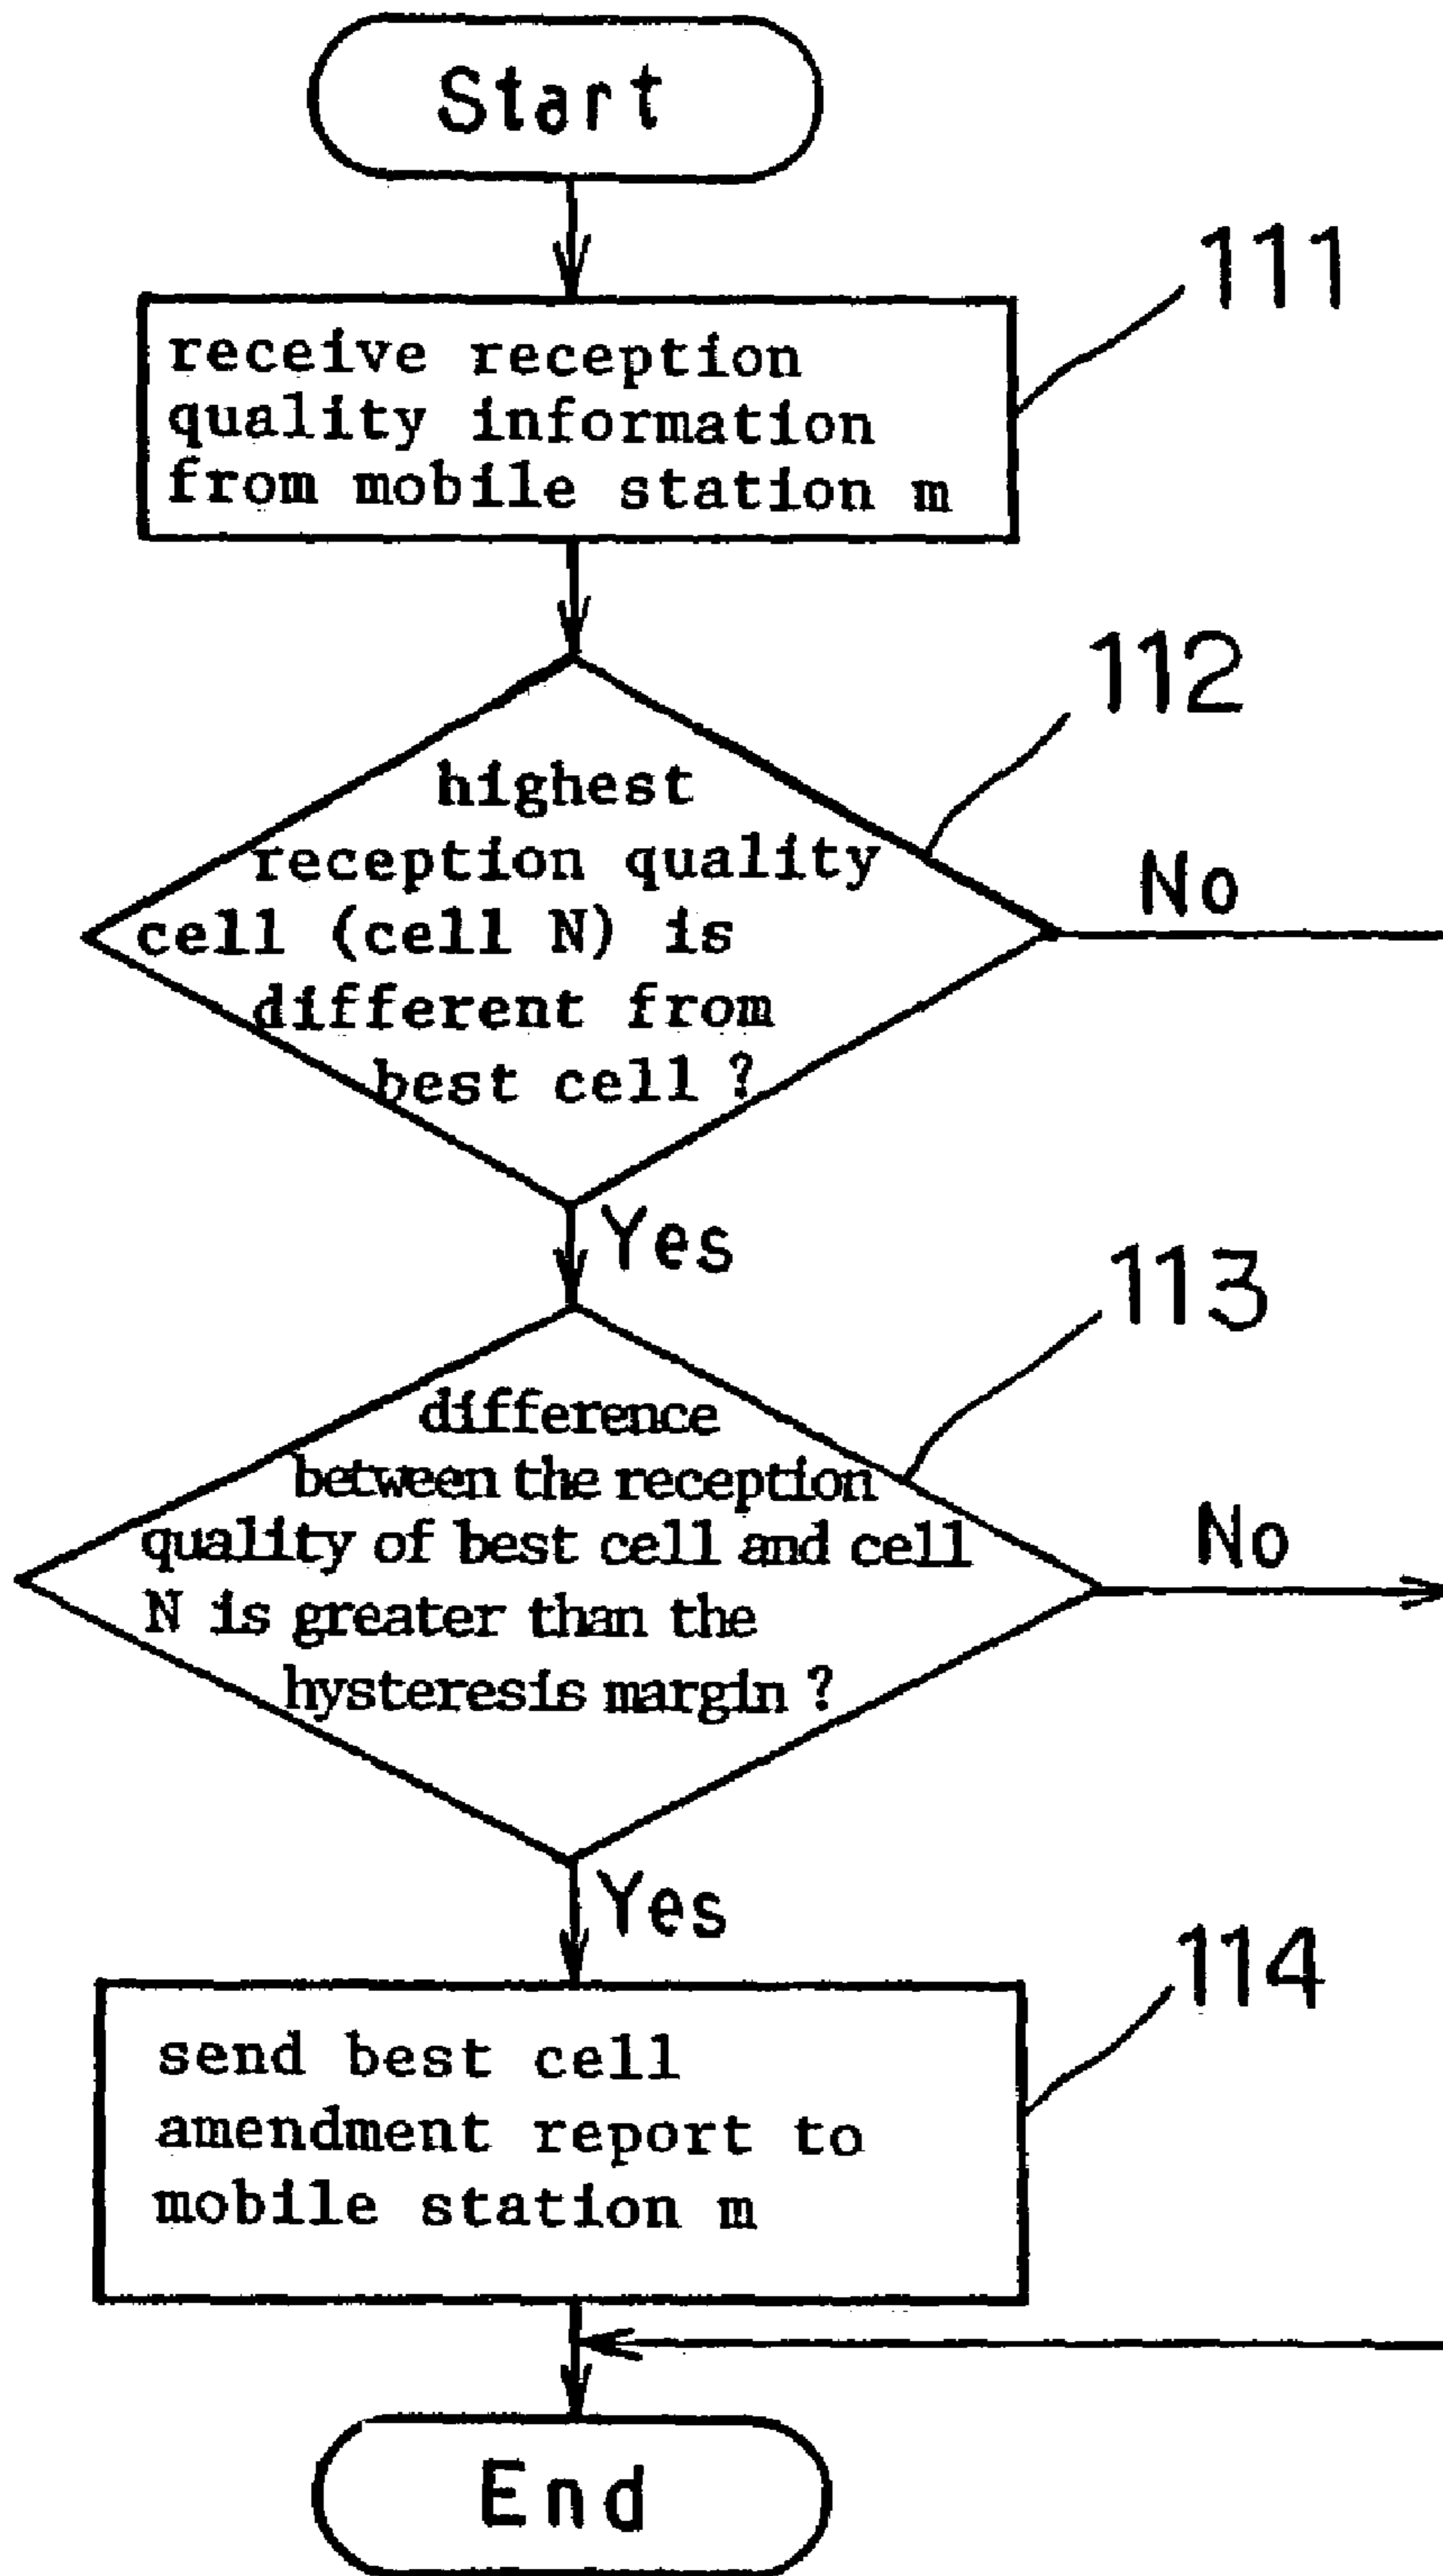 Start
111
receive reception
quality information
from mobile station m
112
highest
reception quality
cell (cell N) is
different from
best cell ?
No
Yes
113
difference
between the reception
quality of best cell and cell
N is greater than the
hysteresis margin ?
No
Yes
114
send best cell
amendment report to
mobile station m
End